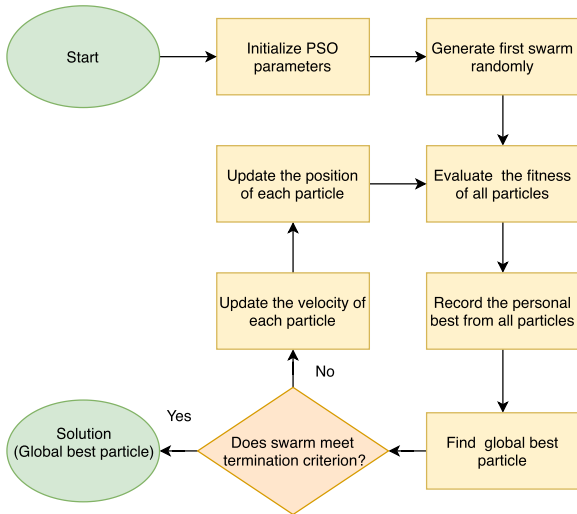 Start
Initialize PSO
parameters
Generate first swarm
randomly
Update the position
of each particle
Evaluate the fitness
of all particles
Update the velocity of
each particle
Record the personal
best from all particles
No
Yes
Solution
(Global best particle)
Does swarm meet
termination criterion?
Find global best
particle